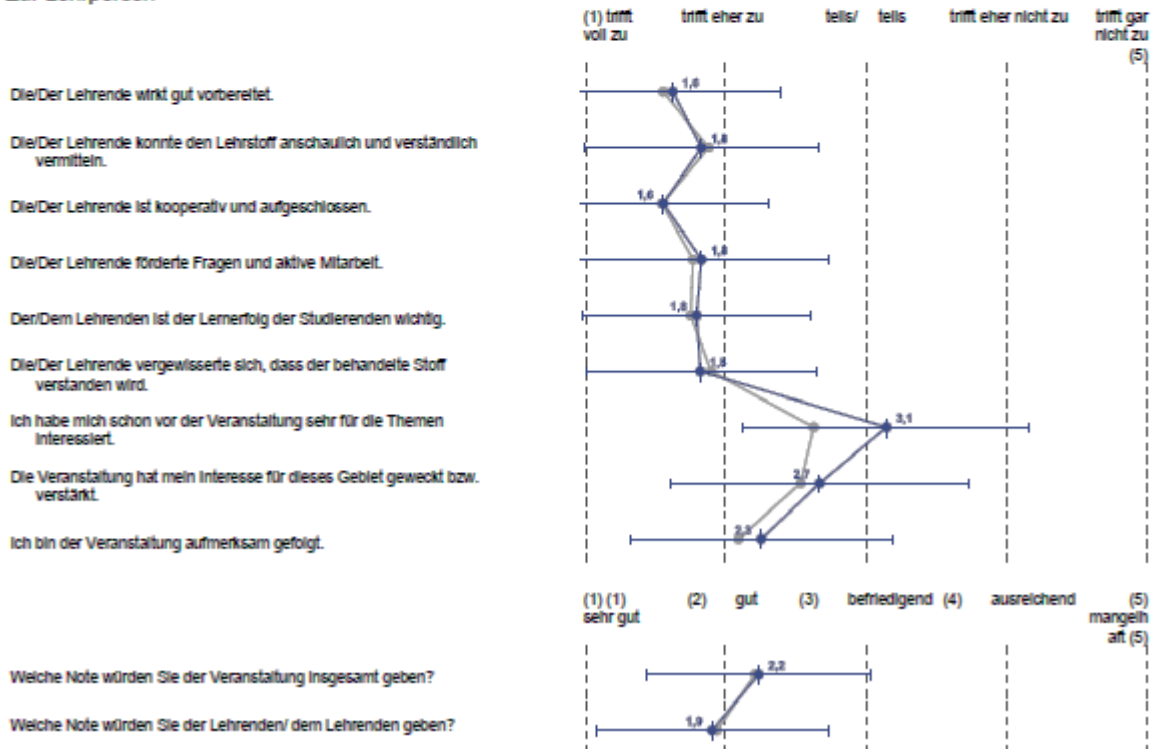 (1) trifft trifft eher zu teils/ teils trifft eher nicht zu trifft gar
voll zu nicht zu
(5)
Die/Der Lehrende wirkt gut vorbereitet.
1,6
Die/Der Lehrende konnte den Lehrstoff anschaulich und verständlich
vermitteln.
1,8
Die/Der Lehrende ist kooperativ und aufgeschlossen.
1,6
Die/Der Lehrende förderte Fragen und aktive Mitarbeit.
1,8
Der/Dem Lehrenden ist der Lernerfolg der Studierenden wichtig.
1,8
Die/Der Lehrende vergewisserte sich, dass der behandelte Stoff
verstanden wird.
Ich habe mich schon vor der Veranstaltung sehr für die Themen
interessiert.
3,1
Die Veranstaltung hat mein Interesse für dieses Gebiet geweckt bzw.
verstärkt.
2,7
Ich bin der Veranstaltung aufmerksam gefolgt.
2,3
(1) (1) (2) gut (3) befriedigend (4) ausreichend (5)
sehr gut mangelh
aft (5)
Welche Note würden Sie der Veranstaltung insgesamt geben?
2,2
Welche Note würden Sie der Lehrenden/ dem Lehrenden geben?
1,9